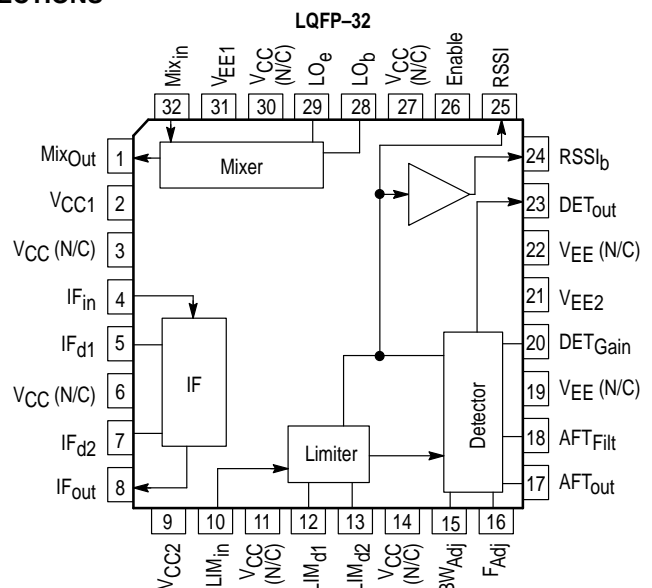 LQFP–32
Mixin
VEE1
VCC
(N/C)
LOe
LOb
VCC
(N/C)
Enable
RSSI
32
31
30
29
28
27
26
25
MixOut
1
VCC1
2
VCC (N/C)
3
IFin
4
IFd1
5
VCC (N/C)
6
IFd2
7
IFout
8
Mixer
IF
Limiter
Detector
24
RSSIb
23
DETout
22
VEE (N/C)
21
VEE2
20
DETGain
19
VEE (N/C)
18
AFTFilt
17
AFTout
9
10
11
12
13
14
15
16
VCC2
LIMin
VCC
(N/C)
LIMd1
LIMd2
VCC
(N/C)
BWAdj
FAdj